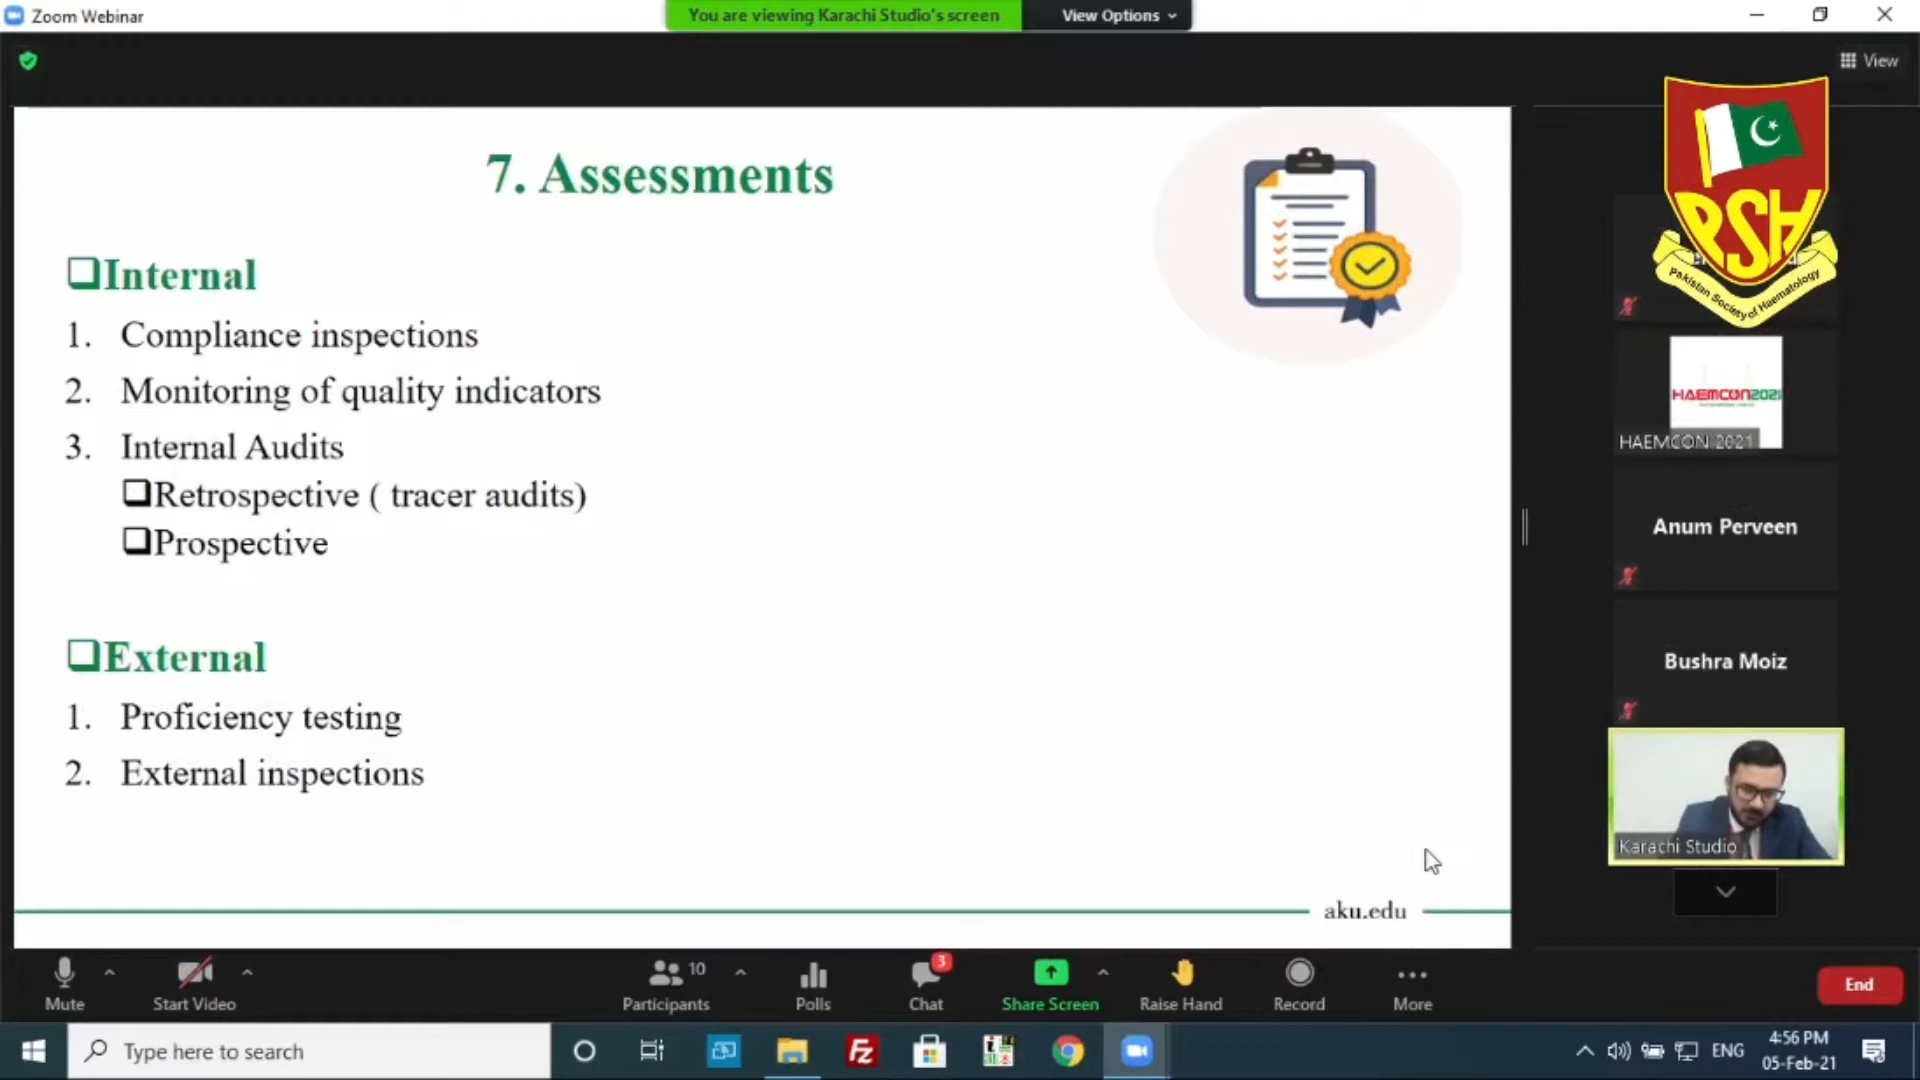 Zoom Webinar
You are viewing Karachi Studio's screen
View Options
View
7. Assessments
❑Internal
1. Compliance inspections
2. Monitoring of quality indicators
3. Internal Audits
❑Retrospective ( tracer audits)
❑Prospective
❑External
1. Proficiency testing
2. External inspections
aku.edu
PSH
Pakistan Society of Haematology
HAEMCON2021
HAEMCON 2021
Anum Perveen
Bushra Moiz
Karachi Studio
Mute
Start Video
10
Participants
Polls
3
Chat
Share Screen
Raise Hand
Record
More
End
Type here to search
Fz
ENG
4:56 PM
05-Feb-21